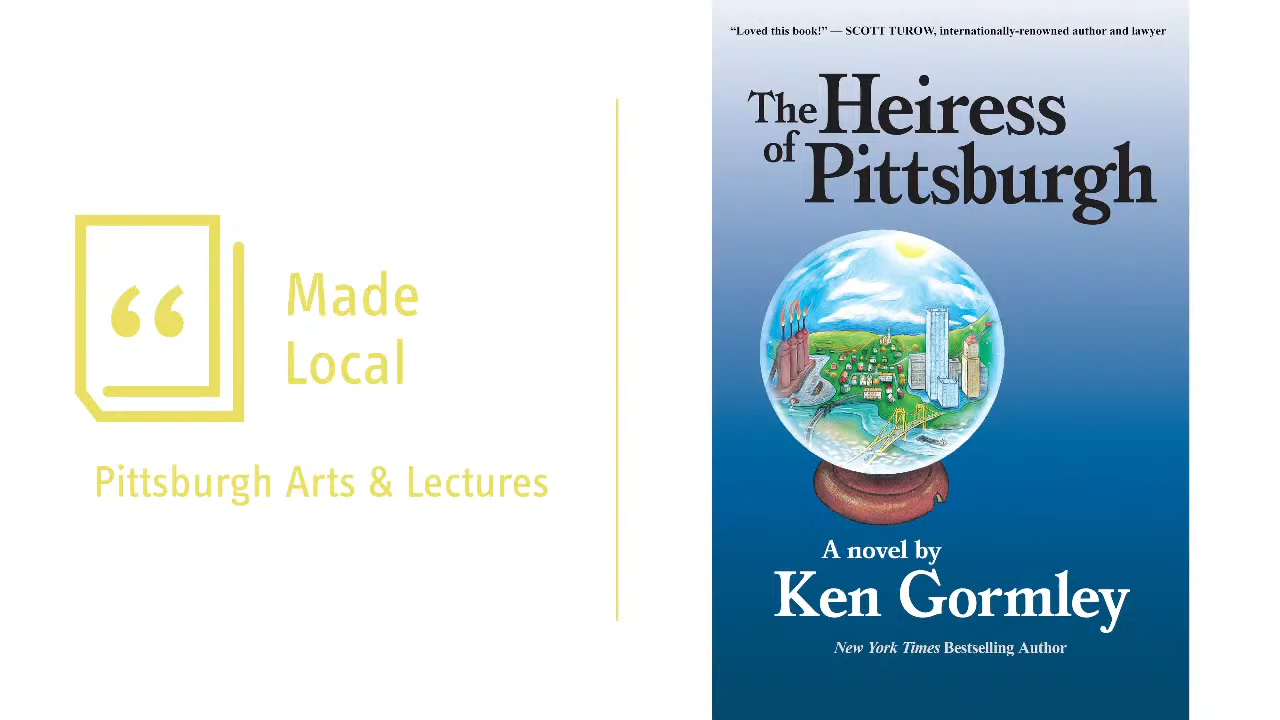 “
Made
Local
Pittsburgh Arts & Lectures
“Loved this book!” — SCOTT TUROW, internationally-renowned author and lawyer
The Heiress
of Pittsburgh
A novel by
Ken Gormley
New York Times Bestselling Author